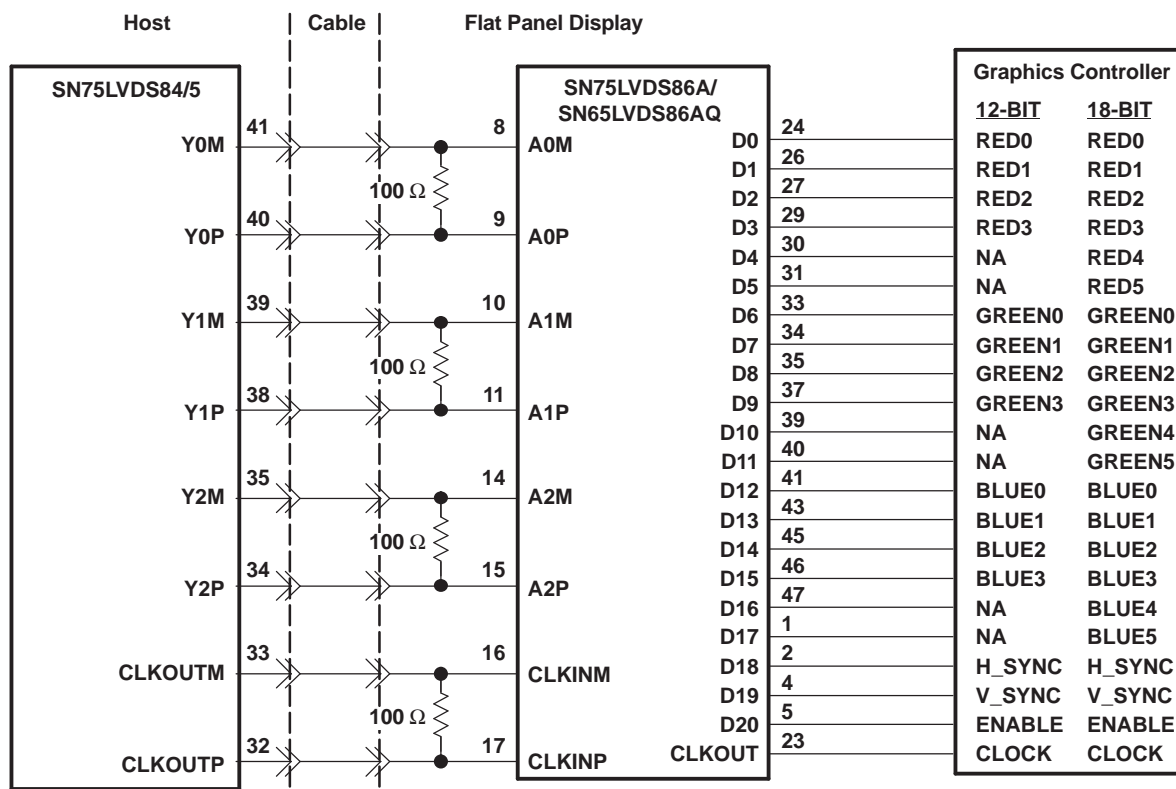 Host Cable Flat Panel Display
SN75LVDS84/5
SN75LVDS86A/
SN65LVDS86AQ
Graphics Controller
12-BIT 18-BIT
Y0M 41 8 A0M
100 Ω
Y0P 40 9 A0P
Y1M 39 10 A1M
100 Ω
Y1P 38 11 A1P
Y2M 35 14 A2M
100 Ω
Y2P 34 15 A2P
CLKOUTM 33 16 CLKINM
100 Ω
CLKOUTP 32 17 CLKINP
D0 24 RED0 RED0
D1 26 RED1 RED1
D2 27 RED2 RED2
D3 29 RED3 RED3
D4 30 NA RED4
D5 31 NA RED5
D6 33 GREEN0 GREEN0
D7 34 GREEN1 GREEN1
D8 35 GREEN2 GREEN2
D9 37 GREEN3 GREEN3
D10 39 NA GREEN4
D11 40 NA GREEN5
D12 41 BLUE0 BLUE0
D13 43 BLUE1 BLUE1
D14 45 BLUE2 BLUE2
D15 46 BLUE3 BLUE3
D16 47 NA BLUE4
D17 1 NA BLUE5
D18 2 H_SYNC H_SYNC
D19 4 V_SYNC V_SYNC
D20 5 ENABLE ENABLE
CLKOUT 23 CLOCK CLOCK